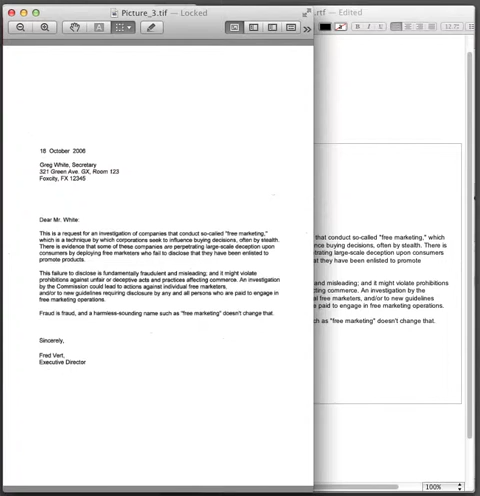 Picture_3.tif — Locked
.rtf — Edited
B I U
12.72
18 October 2006
Greg White, Secretary
321 Green Ave. GX, Room 123
Foxcity, FX 12345
Dear Mr. White:
This is a request for an investigation of companies that conduct so-called "free marketing,"
which is a technique by which corporations seek to influence buying decisions, often by stealth.
There is evidence that some of these companies are perpetrating large-scale deception upon
consumers by deploying free marketers who fail to disclose that they have been enlisted to
promote products.
This failure to disclose is fundamentally fraudulent and misleading; and it might violate
prohibitions against unfair or deceptive acts and practices affecting commerce. An investigation
by the Commission could lead to actions against individual free marketers,
and/or to new guidelines requiring disclosure by any and all persons who are paid to engage in
free marketing operations.
Fraud is fraud, and a harmless-sounding name such as "free marketing" doesn't change that.
Sincerely,
Fred Vert,
Executive Director
that conduct so-called "free marketing," which
nce buying decisions, often by stealth. There is
trating large-scale deception upon consumers
at they have been enlisted to promote
and misleading; and it might violate prohibitions
ding commerce. An investigation by the
al free marketers, and/or to new guidelines
e paid to engage in free marketing operations.
ch as "free marketing" doesn't change that.
100%